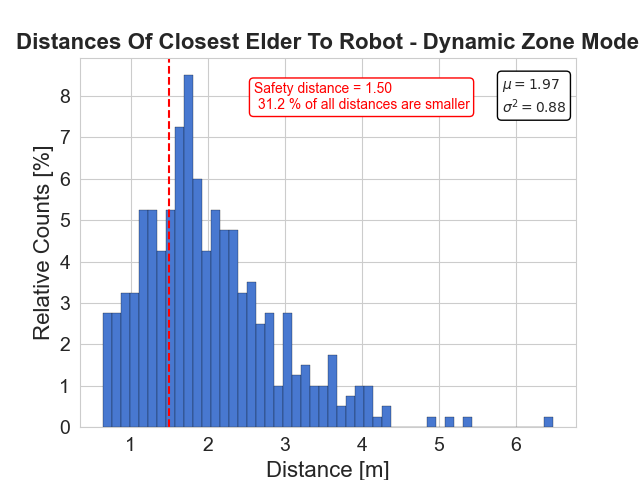 Distances Of Closest Elder To Robot - Dynamic Zone Mode
Safety distance = 1.50
31.2 % of all distances are smaller
μ = 1.97
σ² = 0.88
Relative Counts [%]
8
7
6
5
4
3
2
1
0
1 2 3 4 5 6
Distance [m]